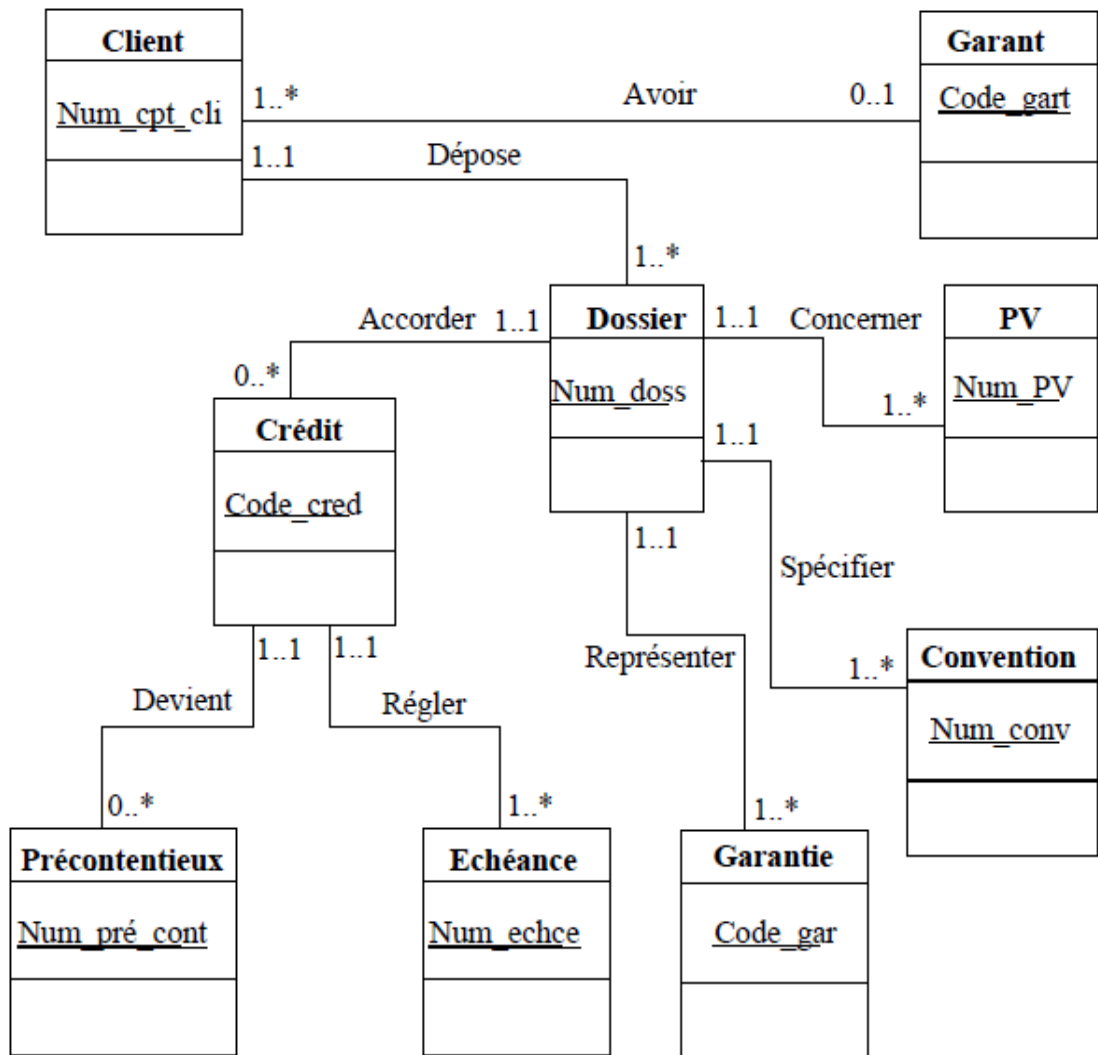 Client
Num_cpt_cli
1..*
Avoir
0..1
Garant
Code_gart
1..1
Dépose
1..*
Accorder
1..1
Dossier
Num_doss
1..1
Concerner
PV
Num_PV
0..*
1..*
Crédit
Code_cred
1..1
1..1
Spécifier
1..1
1..1
Représenter
1..*
Convention
Num_conv
Devient
Régler
0..*
1..*
1..*
Précontentieux
Num_pré_cont
Echéance
Num_echce
Garantie
Code_gar